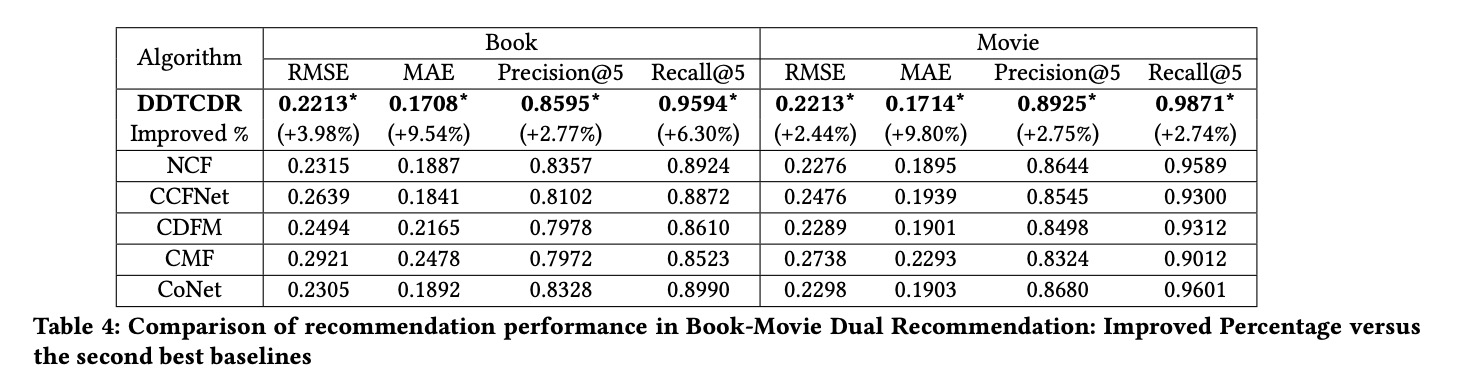 Algorithm Book Movie
RMSE MAE Precision@5 Recall@5 RMSE MAE Precision@5 Recall@5
DDTCDR 0.2213* 0.1708* 0.8595* 0.9594* 0.2213* 0.1714* 0.8925* 0.9871*
Improved % (+3.98%) (+9.54%) (+2.77%) (+6.30%) (+2.44%) (+9.80%) (+2.75%) (+2.74%)
NCF 0.2315 0.1887 0.8357 0.8924 0.2276 0.1895 0.8644 0.9589
CCFNet 0.2639 0.1841 0.8102 0.8872 0.2476 0.1939 0.8545 0.9300
CDFM 0.2494 0.2165 0.7978 0.8610 0.2289 0.1901 0.8498 0.9312
CMF 0.2921 0.2478 0.7972 0.8523 0.2738 0.2293 0.8324 0.9012
CoNet 0.2305 0.1892 0.8328 0.8990 0.2298 0.1903 0.8680 0.9601
Table 4: Comparison of recommendation performance in Book-Movie Dual Recommendation: Improved Percentage versus
the second best baselines